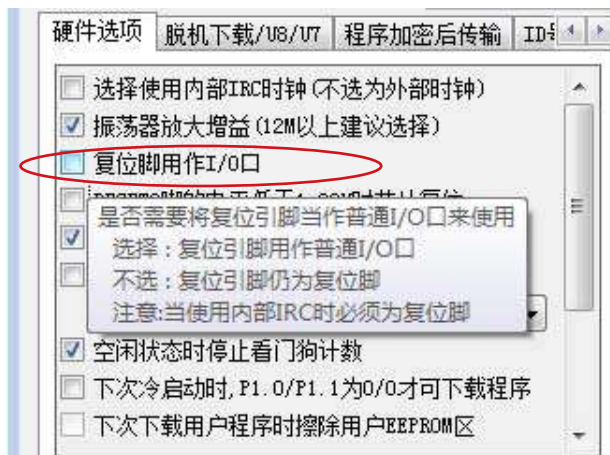 硬件选项 脱机下载/U8/U7 程序加密后传输 ID
选择使用内部IRC时钟(不选为外部时钟)
振荡器放大增益(12M以上建议选择)
复位脚用作I/O口
是否需要将复位引脚当作普通I/O口来使用
选择：复位引脚用作普通I/O口
不选：复位引脚仍为复位脚
注意:当使用内部IRC时必须为复位脚
空闲状态时停止看门狗计数
下次冷启动时,P1.0/P1.1为0/0才可下载程序
下次下载用户程序时擦除用户EEPROM区